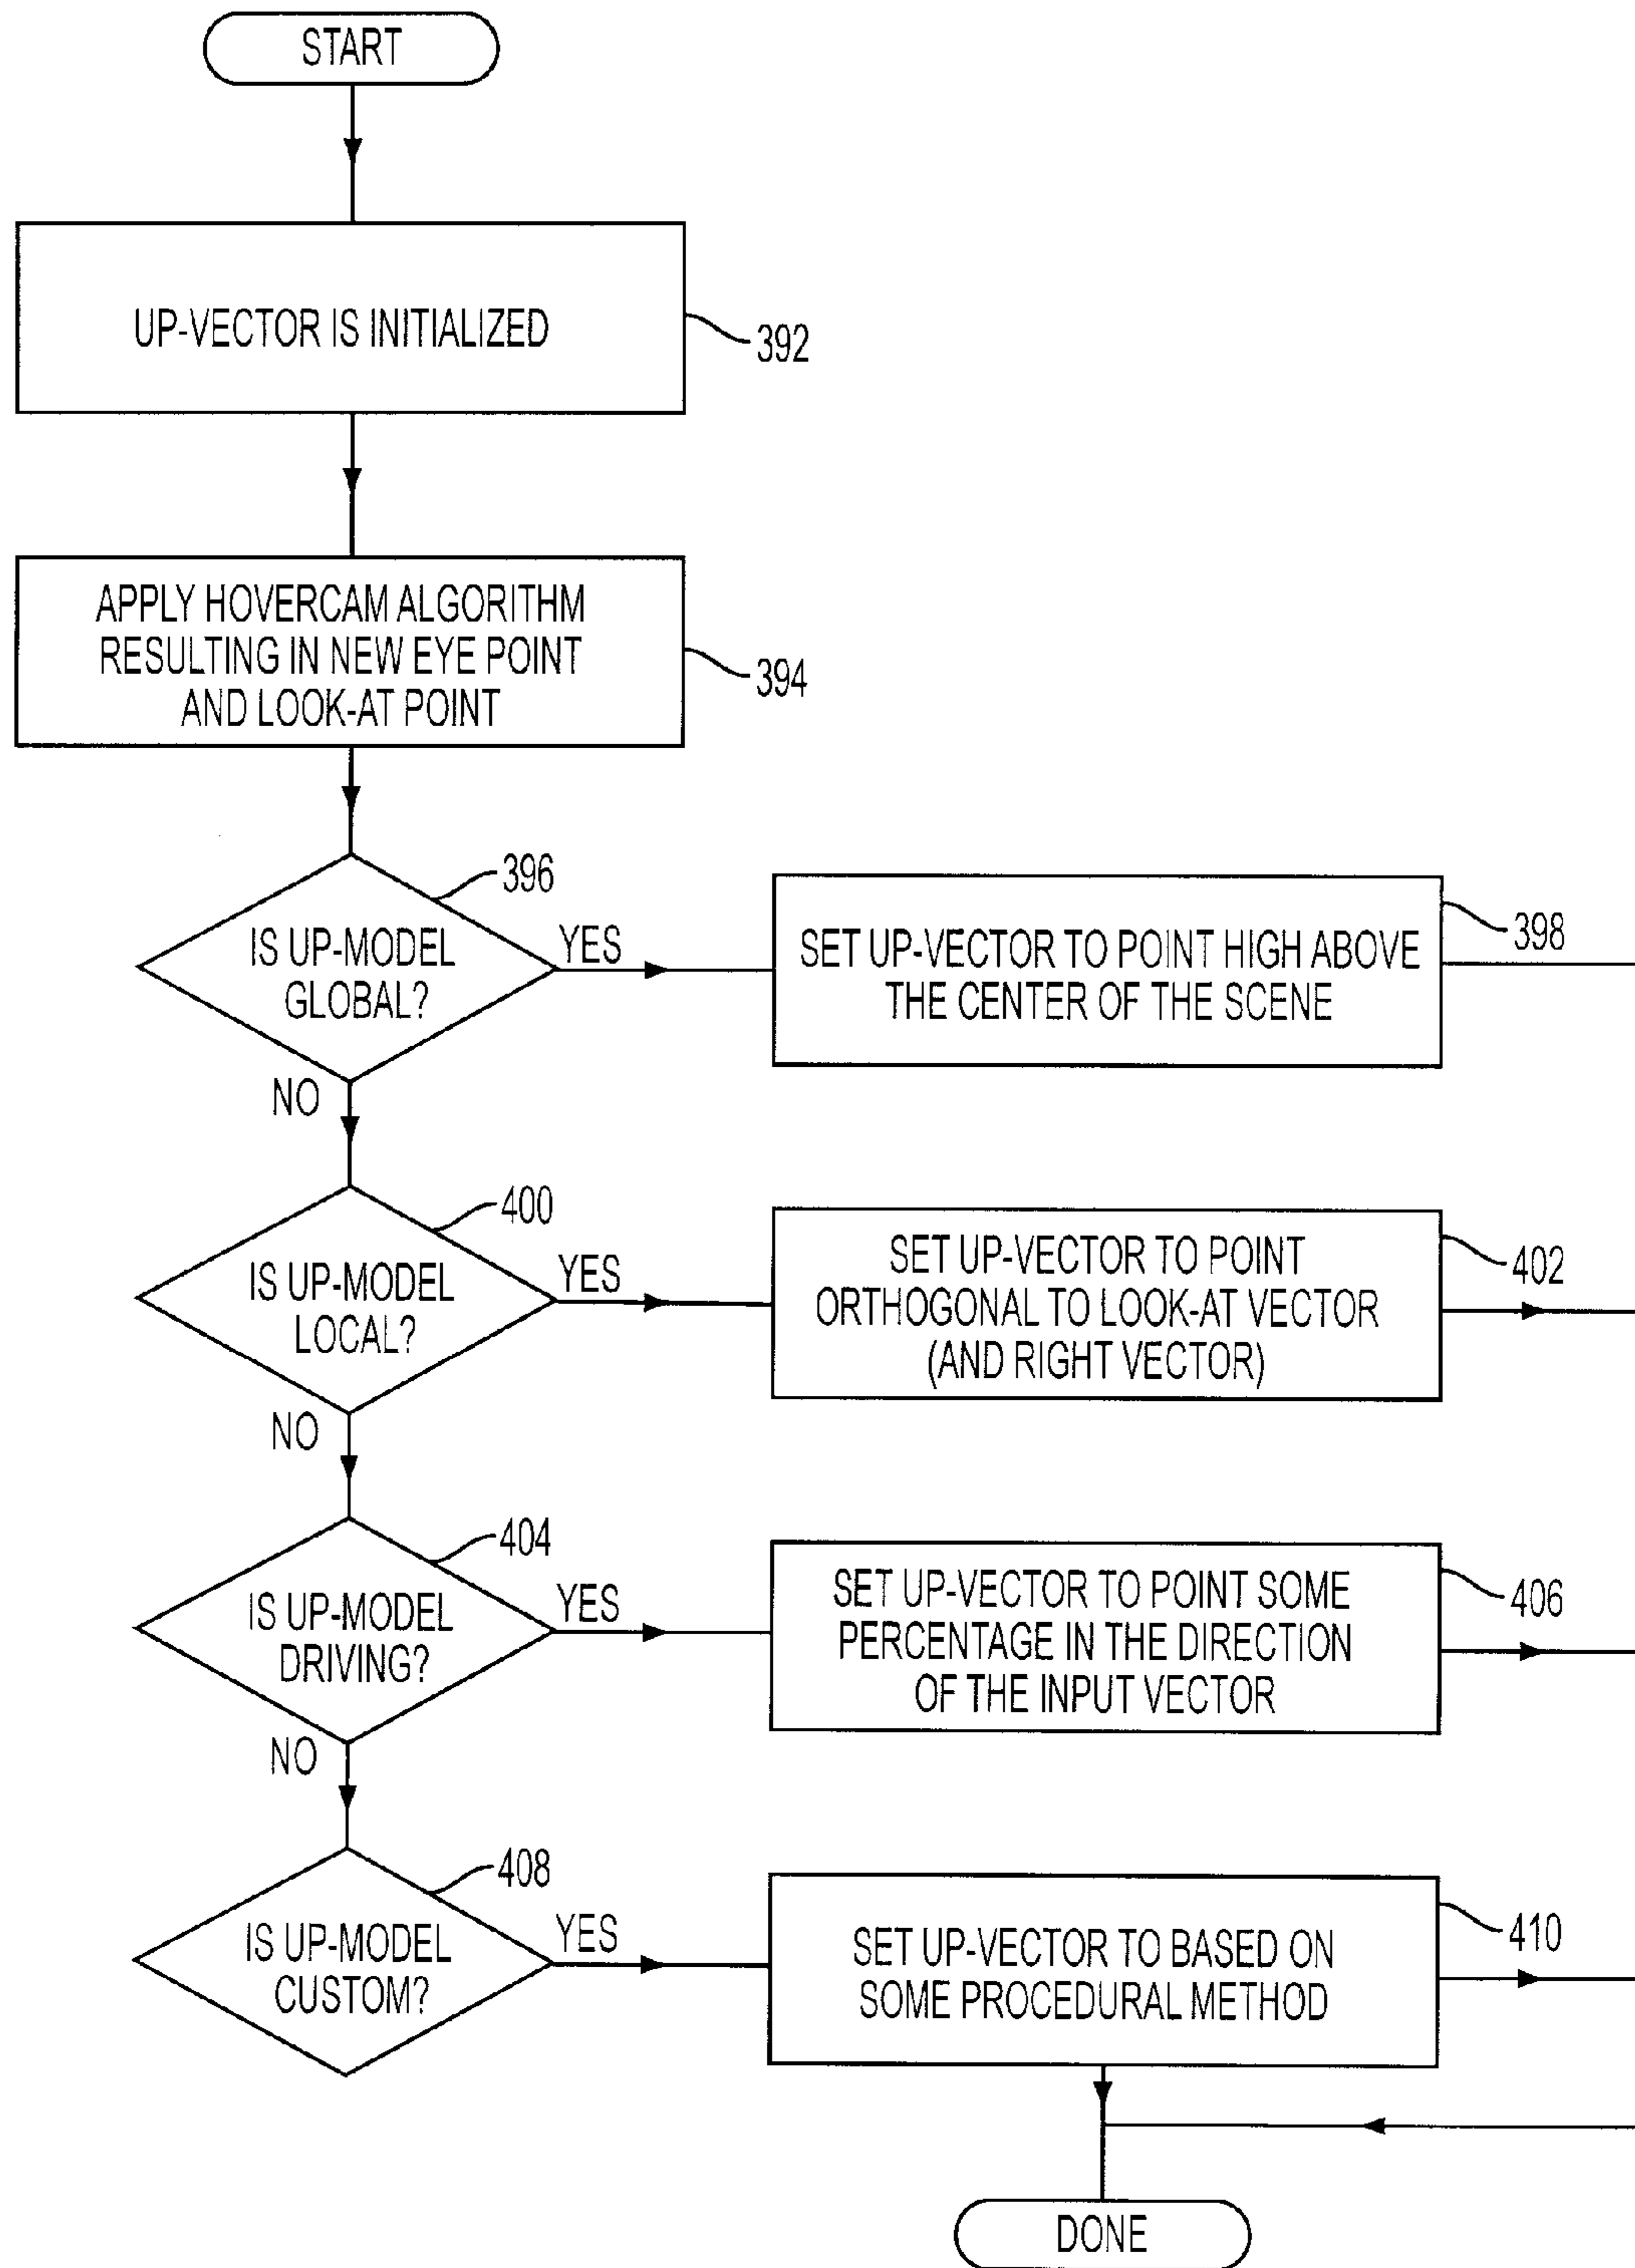 START
UP-VECTOR IS INITIALIZED
392
APPLY HOVERCAM ALGORITHM
RESULTING IN NEW EYE POINT
AND LOOK-AT POINT
394
396
IS UP-MODEL
GLOBAL?
YES
NO
SET UP-VECTOR TO POINT HIGH ABOVE
THE CENTER OF THE SCENE
398
400
IS UP-MODEL
LOCAL?
YES
NO
SET UP-VECTOR TO POINT
ORTHOGONAL TO LOOK-AT VECTOR
(AND RIGHT VECTOR)
402
404
IS UP-MODEL
DRIVING?
YES
NO
SET UP-VECTOR TO POINT SOME
PERCENTAGE IN THE DIRECTION
OF THE INPUT VECTOR
406
408
IS UP-MODEL
CUSTOM?
YES
SET UP-VECTOR TO BASED ON
SOME PROCEDURAL METHOD
410
DONE